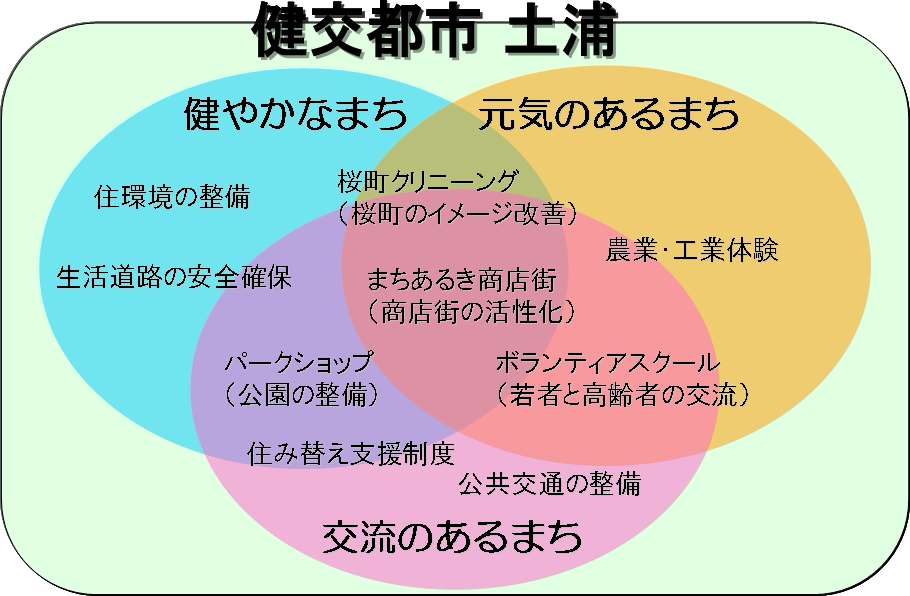 健交都市 土浦
健やかなまち
元気のあるまち
住環境の整備
桜町クリニーング
（桜町のイメージ改善）
農業・工業体験
生活道路の安全確保
まちあるき商店街
（商店街の活性化）
パークショップ
（公園の整備）
ボランティアスクール
（若者と高齢者の交流）
住み替え支援制度
公共交通の整備
交流のあるまち